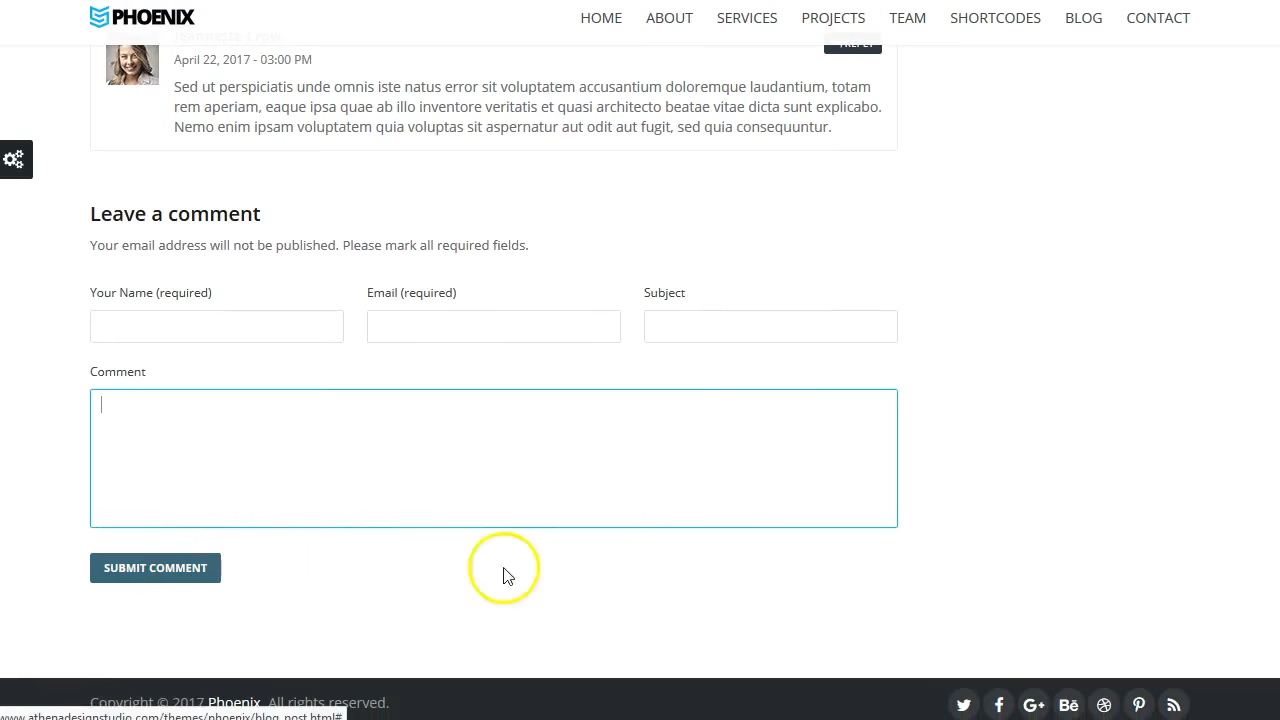 PHOENIX
HOME ABOUT SERVICES PROJECTS TEAM SHORTCODES BLOG CONTACT
April 22, 2017 - 03:00 PM
Sed ut perspiciatis unde omnis iste natus error sit voluptatem accusantium doloremque laudantium, totam
rem aperiam, eaque ipsa quae ab illo inventore veritatis et quasi architecto beatae vitae dicta sunt explicabo.
Nemo enim ipsam voluptatem quia voluptas sit aspernatur aut odit aut fugit, sed quia consequuntur.
Leave a comment
Your email address will not be published. Please mark all required fields.
Your Name (required) Email (required) Subject
Comment
SUBMIT COMMENT
Copyright © 2017 Phoenix. All rights reserved.
www.athenadesignstudio.com/themes/phoenix/blog_post.html#